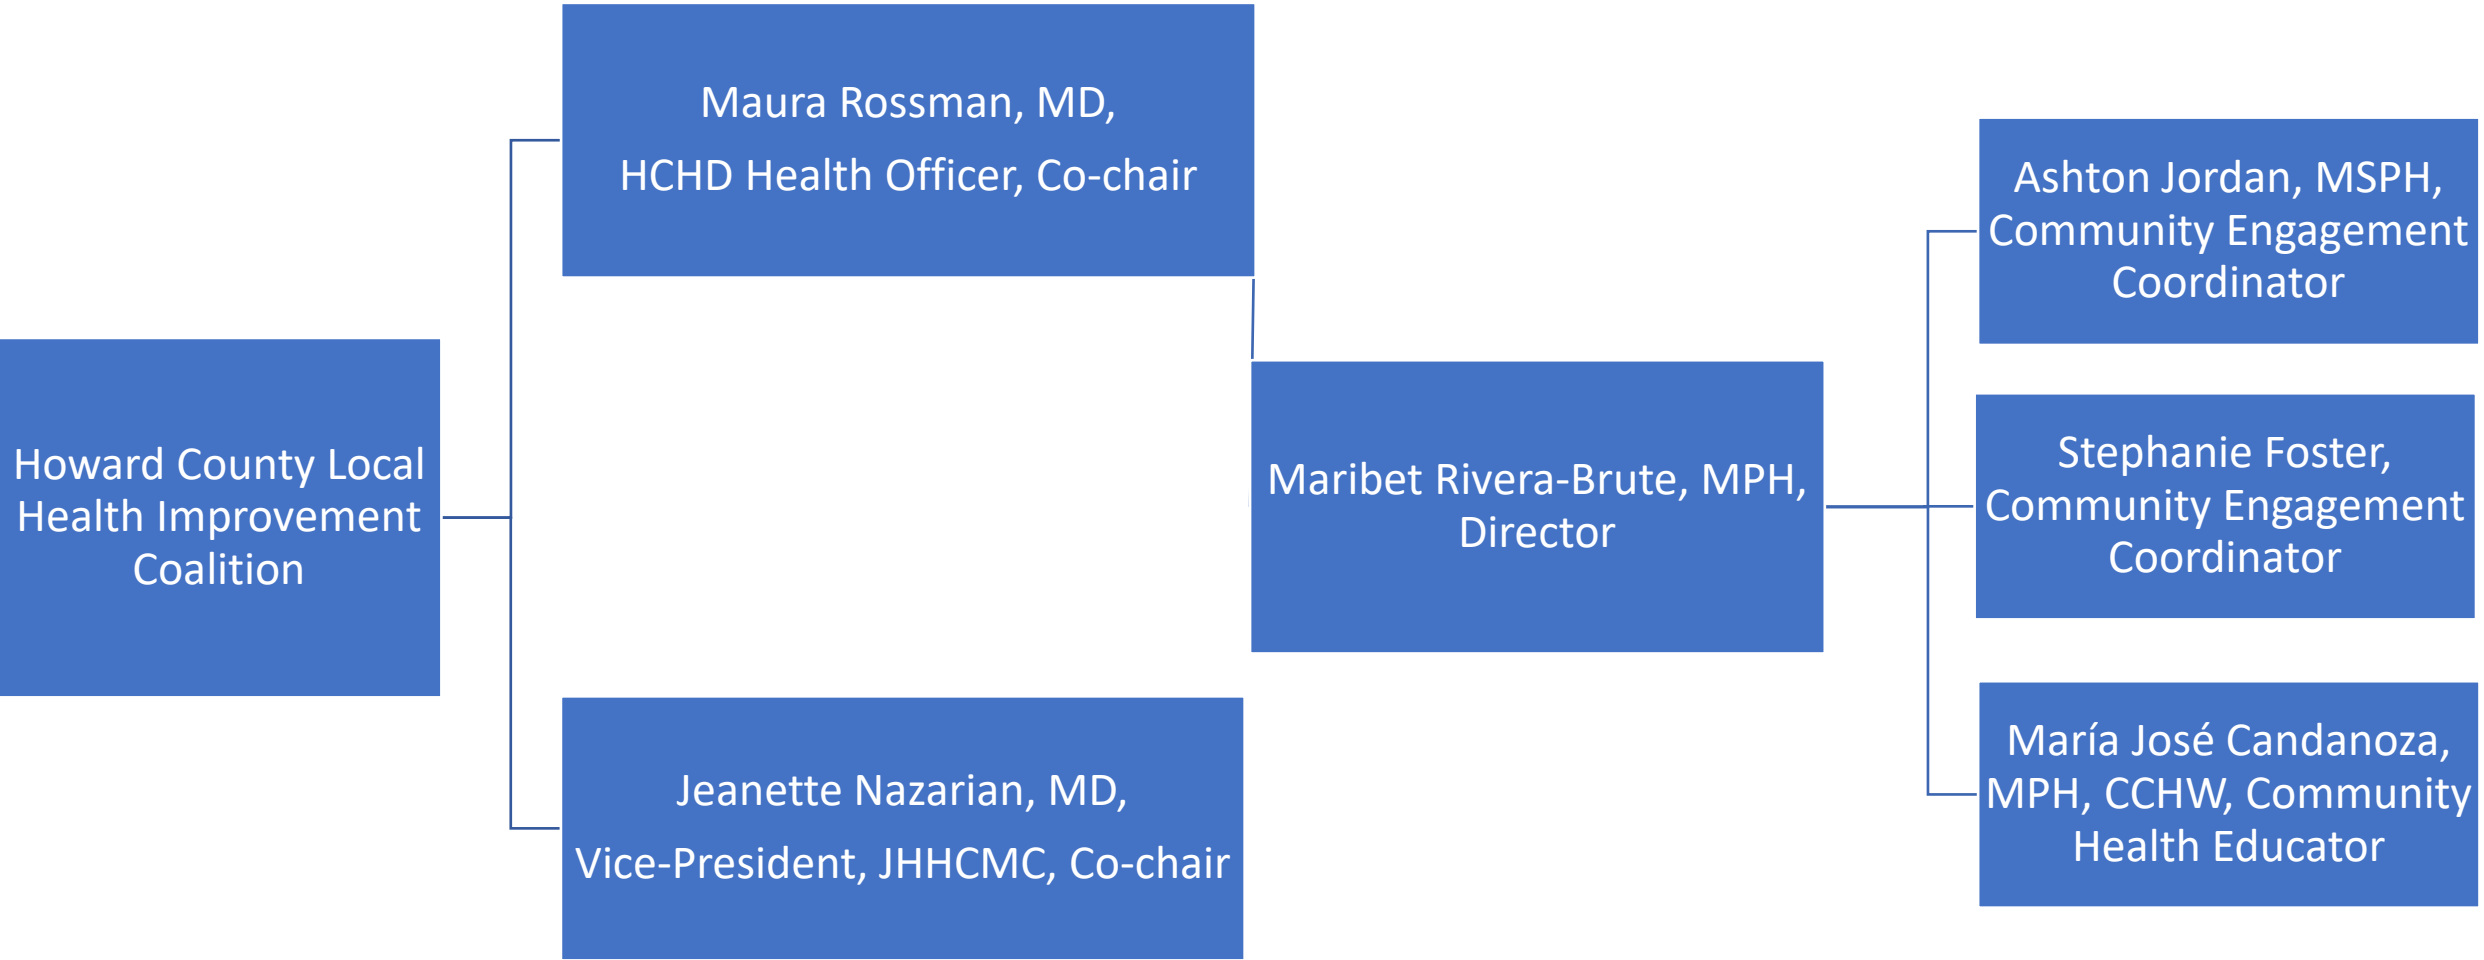 Howard County Local
Health Improvement
Coalition
Maura Rossman, MD,
HCHD Health Officer, Co-chair
Jeanette Nazarian, MD,
Vice-President, JHHCMC, Co-chair
Maribet Rivera-Brute, MPH,
Director
Ashton Jordan, MSPH,
Community Engagement
Coordinator
Stephanie Foster,
Community Engagement
Coordinator
María José Candanoza,
MPH, CCHW, Community
Health Educator